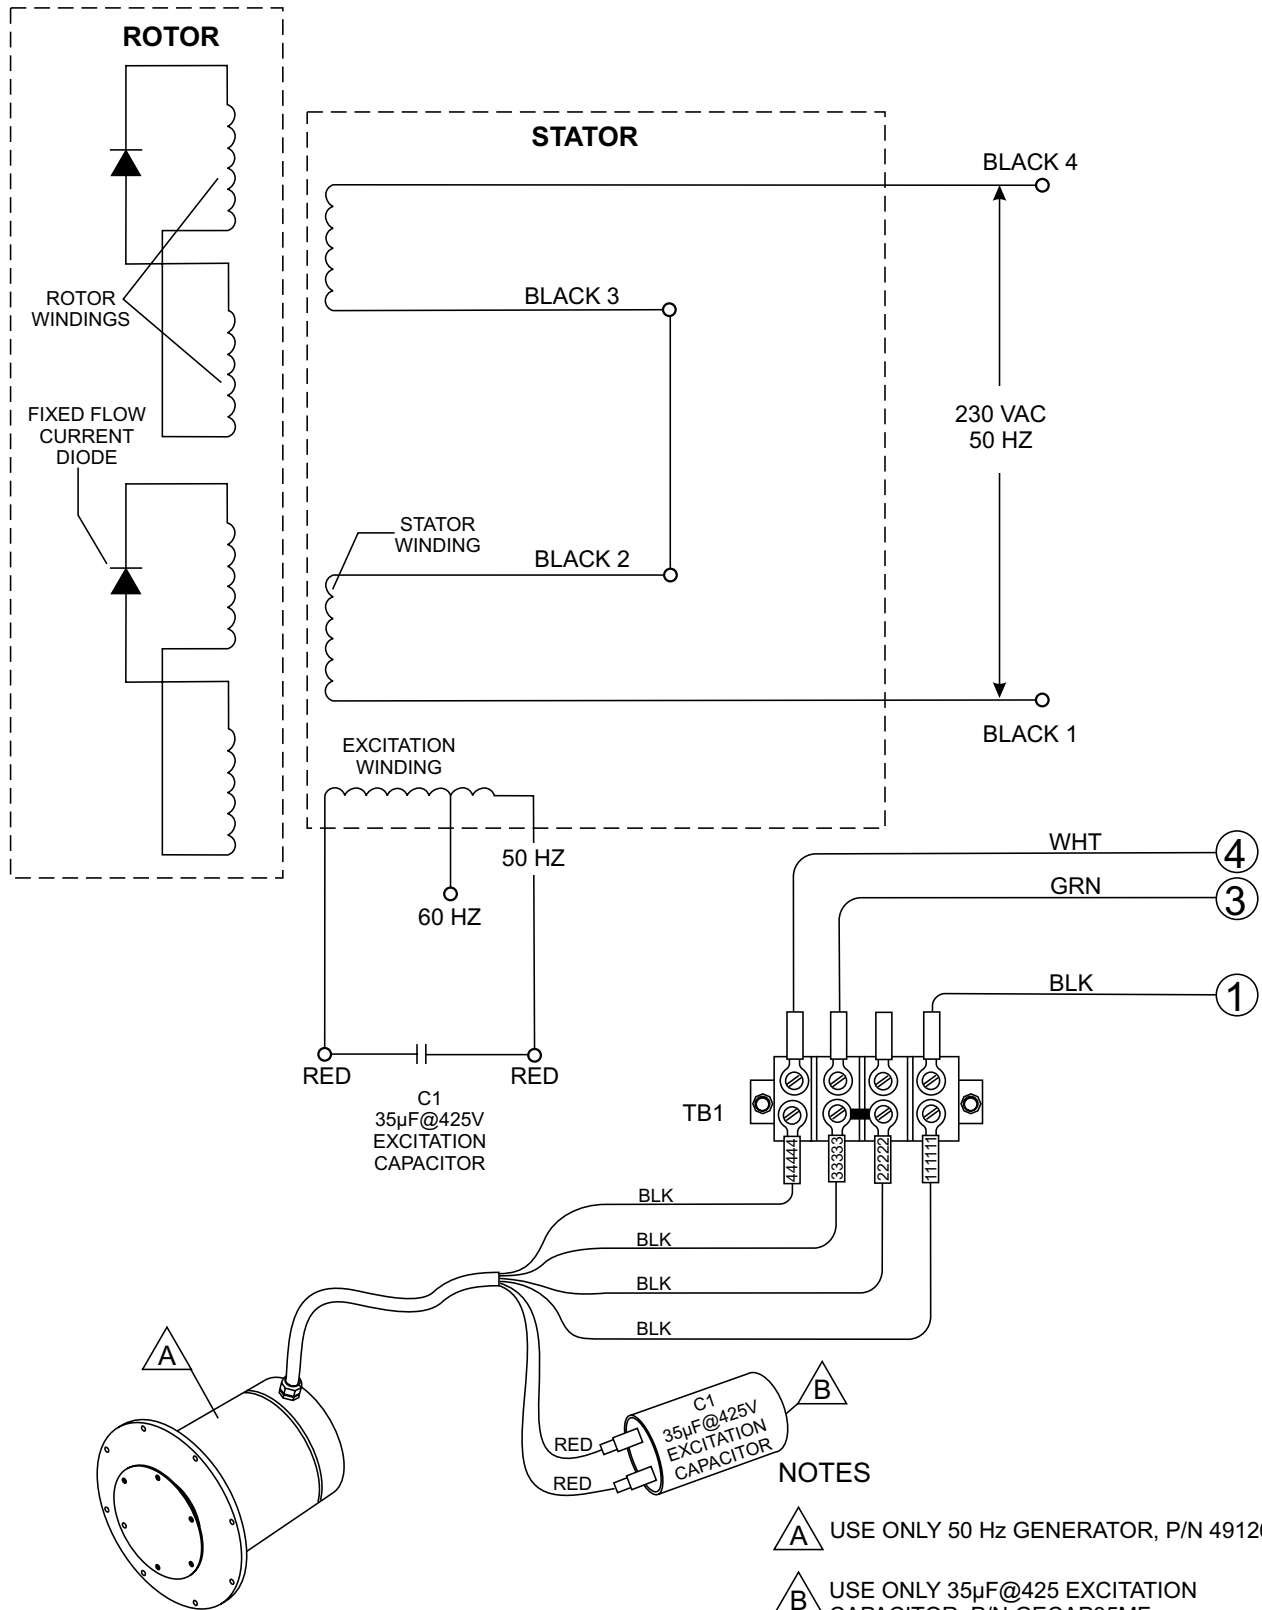 ROTOR
STATOR
BLACK 4
ROTOR
WINDINGS
BLACK 3
FIXED FLOW
CURRENT
DIODE
230 VAC
50 HZ
STATOR
WINDING
BLACK 2
BLACK 1
EXCITATION
WINDING
50 HZ
60 HZ
WHT
4
GRN
3
BLK
1
RED
RED
C1
35µF@425V
EXCITATION
CAPACITOR
TB1
44444
33333
22222
111111
BLK
BLK
BLK
BLK
A
B
C1
35µF@425V
EXCITATION
CAPACITOR
RED
RED
NOTES
A USE ONLY 50 Hz GENERATOR, P/N
B USE ONLY 35µF@425 EXCITATION
CAPACITOR, P/N GECAP35MF